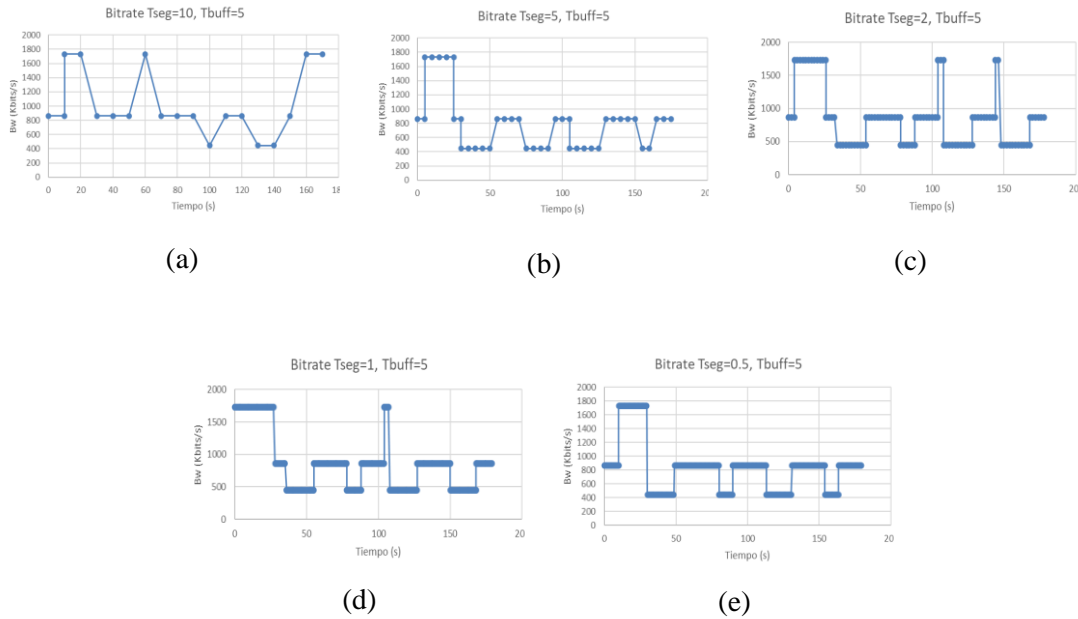 Bitrate Tseg=10, Tbuff=5
Bw (Kbits/s)
2000
1800
1600
1400
1200
1000
800
600
400
200
0
0 20 40 60 80 100 120 140 160 18
Tiempo (s)
(a)
Bitrate Tseg=5, Tbuff=5
Bw (Kbits/s)
2000
1800
1600
1400
1200
1000
800
600
400
200
0
0 50 100 150 20
Tiempo (s)
(b)
Bitrate Tseg=2, Tbuff=5
Bw (Kbits/s)
2000
1500
1000
500
0
0 50 100 150 20
Tiempo (s)
(c)
Bitrate Tseg=1, Tbuff=5
Bw (Kbits/s)
2000
1500
1000
500
0
0 50 100 150 20
Tiempo (s)
(d)
Bitrate Tseg=0.5, Tbuff=5
Bw (Kbits/s)
2000
1800
1600
1400
1200
1000
800
600
400
200
0
0 50 100 150 20
Tiempo (s)
(e)